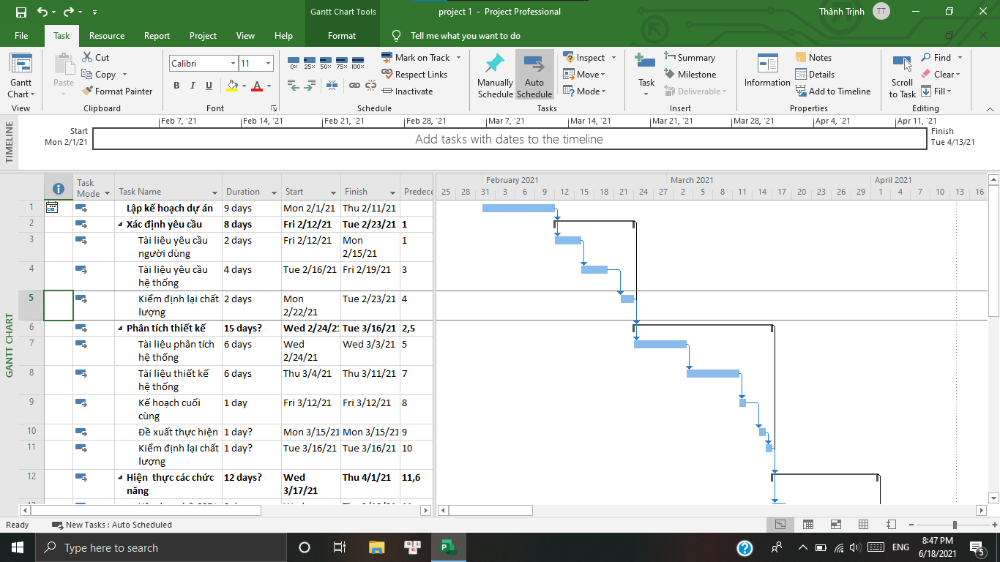 Gantt Chart Tools
project 1 - Project Professional
Thành Trịnh
TT
File Task Resource Report Project View Help Format Tell me what you want to do
Gantt Chart
View
Paste
Cut
Copy
Format Painter
Clipboard
Calibri 11
B I U A
Font
0% 25% 50% 75% 100%
Mark on Track
Respect Links
Inactivate
Schedule
Manually Schedule
Auto Schedule
Inspect
Move
Mode
Tasks
Task
Summary
Milestone
Deliverable
Insert
Information
Notes
Details
Add to Timeline
Properties
Scroll to Task
Find
Clear
Fill
Editing
TIMELINE
Feb 7, '21 Feb 14, '21 Feb 21, '21 Feb 28, '21 Mar 7, '21 Mar 14, '21 Mar 21, '21 Mar 28, '21 Apr 4, '21 Apr 11, '21
Start
Mon 2/1/21
Add tasks with dates to the timeline
Finish
Tue 4/13/21
GANTT CHART
Task Mode Task Name Duration Start Finish Predece
February 2021 March 2021 April 2021
25 28 31 3 6 9 12 15 18 21 24 27 2 5 8 11 14 17 20 23 26 29 1 4 7 10 13 16
1 Lập kế hoạch dự án 9 days Mon 2/1/21 Thu 2/11/21
2 Xác định yêu cầu 8 days Fri 2/12/21 Tue 2/23/21 1
3 Tài liệu yêu cầu người dùng 2 days Fri 2/12/21 Mon 2/15/21 1
4 Tài liệu yêu cầu hệ thống 4 days Tue 2/16/21 Fri 2/19/21 3
5 Kiểm định lại chất lượng 2 days Mon 2/22/21 Tue 2/23/21 4
6 Phân tích thiết kế 15 days? Wed 2/24/21 Tue 3/16/21 2,5
7 Tài liệu phân tích hệ thống 6 days Wed 2/24/21 Wed 3/3/21 5
8 Tài liệu thiết kế hệ thống 6 days Thu 3/4/21 Thu 3/11/21 7
9 Kế hoạch cuối cùng 1 day Fri 3/12/21 Fri 3/12/21 8
10 Đề xuất thực hiện 1 day? Mon 3/15/21 Mon 3/15/21 9
11 Kiểm định lại chất lượng 1 day? Tue 3/16/21 Tue 3/16/21 10
12 Hiện thực các chức năng 12 days? Wed 3/17/21 Thu 4/1/21 11,6
Ready New Tasks : Auto Scheduled
Type here to search
ENG
8:47 PM
6/18/2021
5